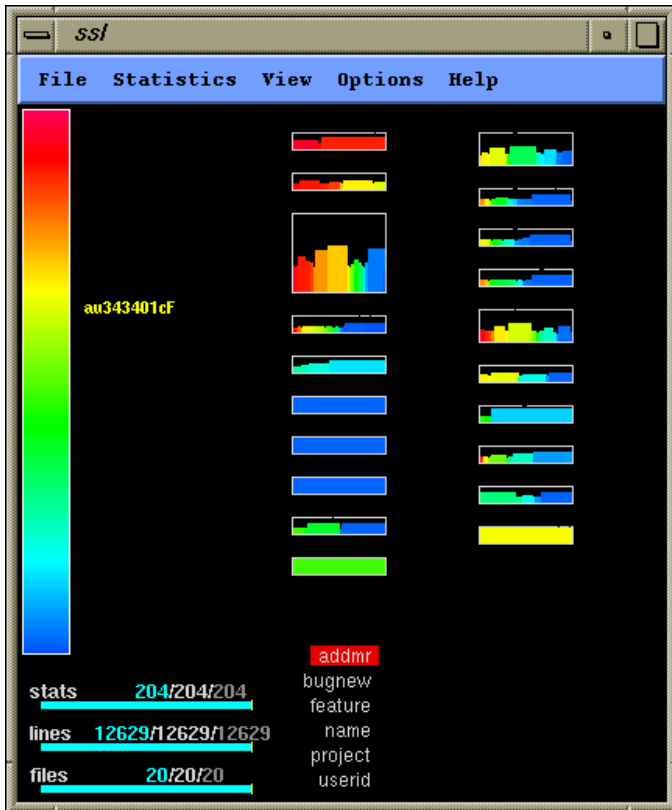 ssl
File Statistics View Options Help
au343401cF
addmr
bugnew
feature
name
project
userid
stats 204/204/204
lines 12629/12629/12629
files 20/20/20